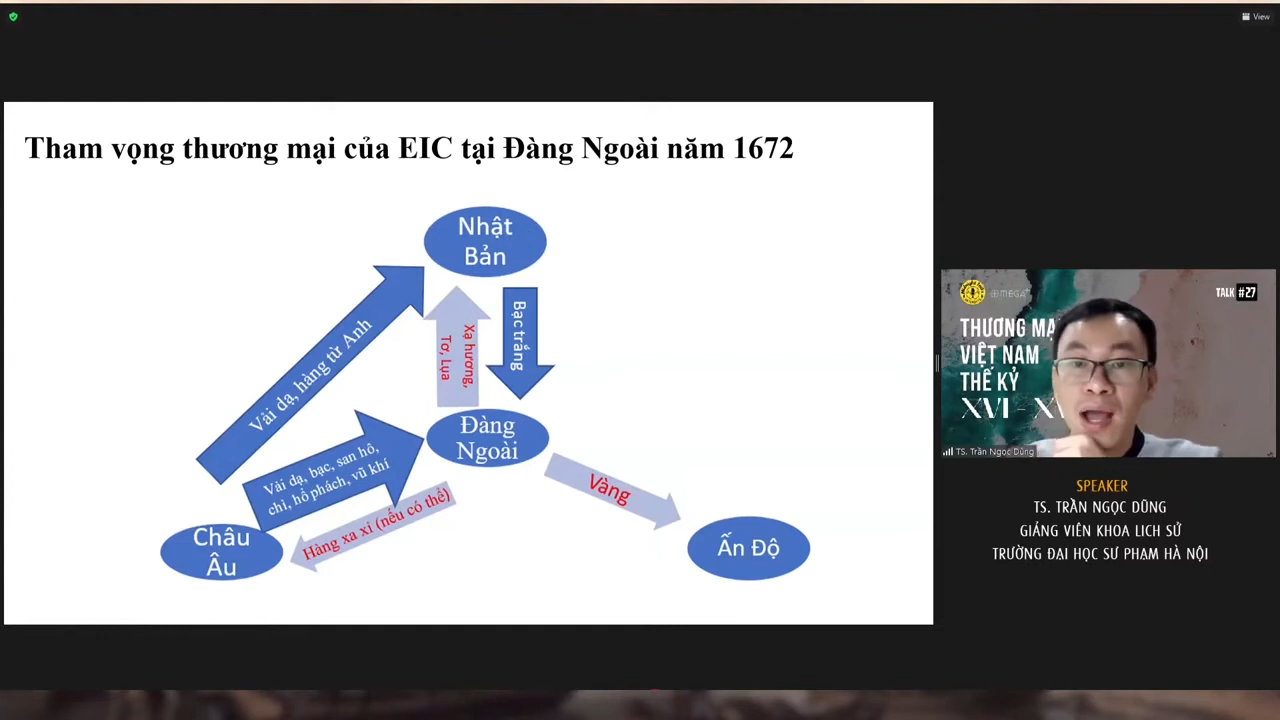 View
Tham vọng thương mại của EIC tại Đàng Ngoài năm 1672
Nhật
Bản
Vải dạ, hàng từ Anh
Xạ hương,
Tơ, Lụa
Bạc trắng
Đàng
Ngoài
Vải dạ, bạc, san hô,
chì, hổ phách, vũ khí
Hàng xa xỉ (nếu có thể)
Vàng
Châu
Âu
Ấn Độ
MEGA+
TALK #27
THƯƠNG MẠ
VIỆT NAM
THẾ KỶ
XVI - XV
TS. Trần Ngọc Dũng
SPEAKER
TS. TRẦN NGỌC DŨNG
GIẢNG VIÊN KHOA LỊCH SỬ
TRƯỜNG ĐẠI HỌC SƯ PHẠM HÀ NỘI